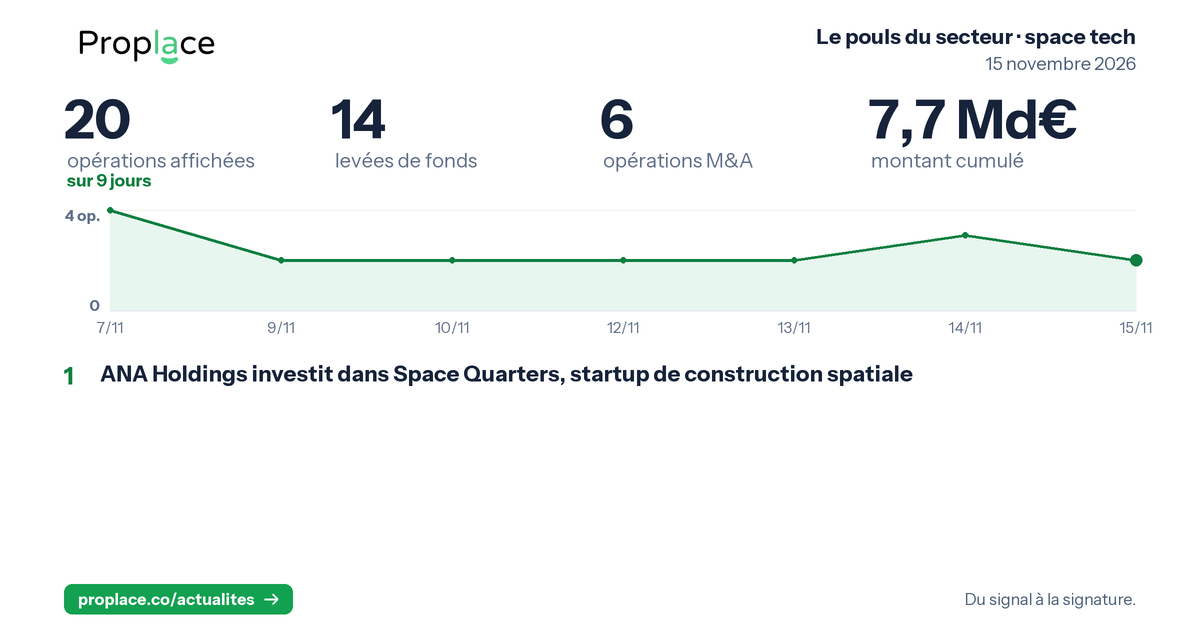 Proplace
Le pouls du secteur · space tech
15 novembre 2026
20
opérations affichées
sur 9 jours
14
levées de fonds
6
opérations M&A
7,7 Md€
montant cumulé
4 op.
0
7/11
9/11
10/11
12/11
13/11
14/11
15/11
1 ANA Holdings investit dans Space Quarters, startup de construction spatiale
proplace.co/actualites →
Du signal à la signature.